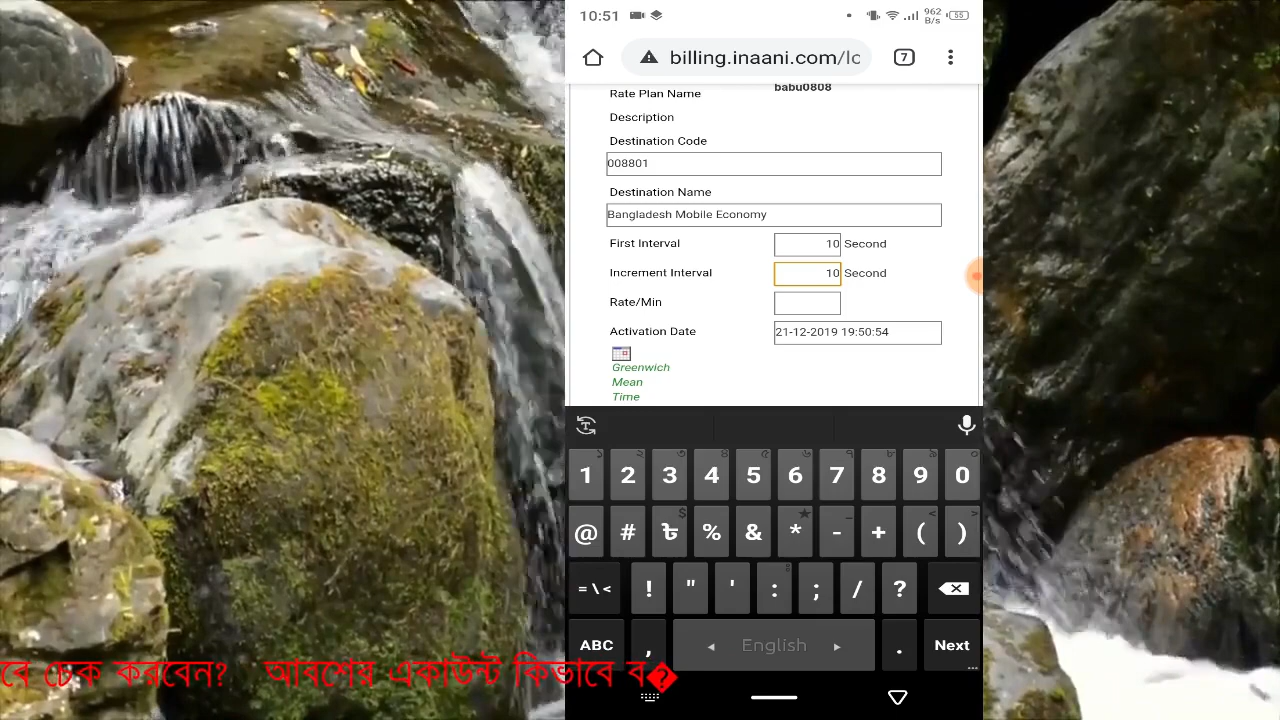 10:51
962 B/s
55
billing.inaani.com/lc
7
Rate Plan Name babu0808
Description
Destination Code
008801
Destination Name
Bangladesh Mobile Economy
First Interval 10 Second
Increment Interval 10 Second
Rate/Min
Activation Date 21-12-2019 19:50:54
Greenwich
Mean
Time
1 2 3 4 5 6 7 8 9 0
@ # ৳ % & * - + ( )
=\< ! " ' : ; / ?
ABC , English . Next
বে চেক করবেন? আবশের একাউন্ট কিভাবে ব